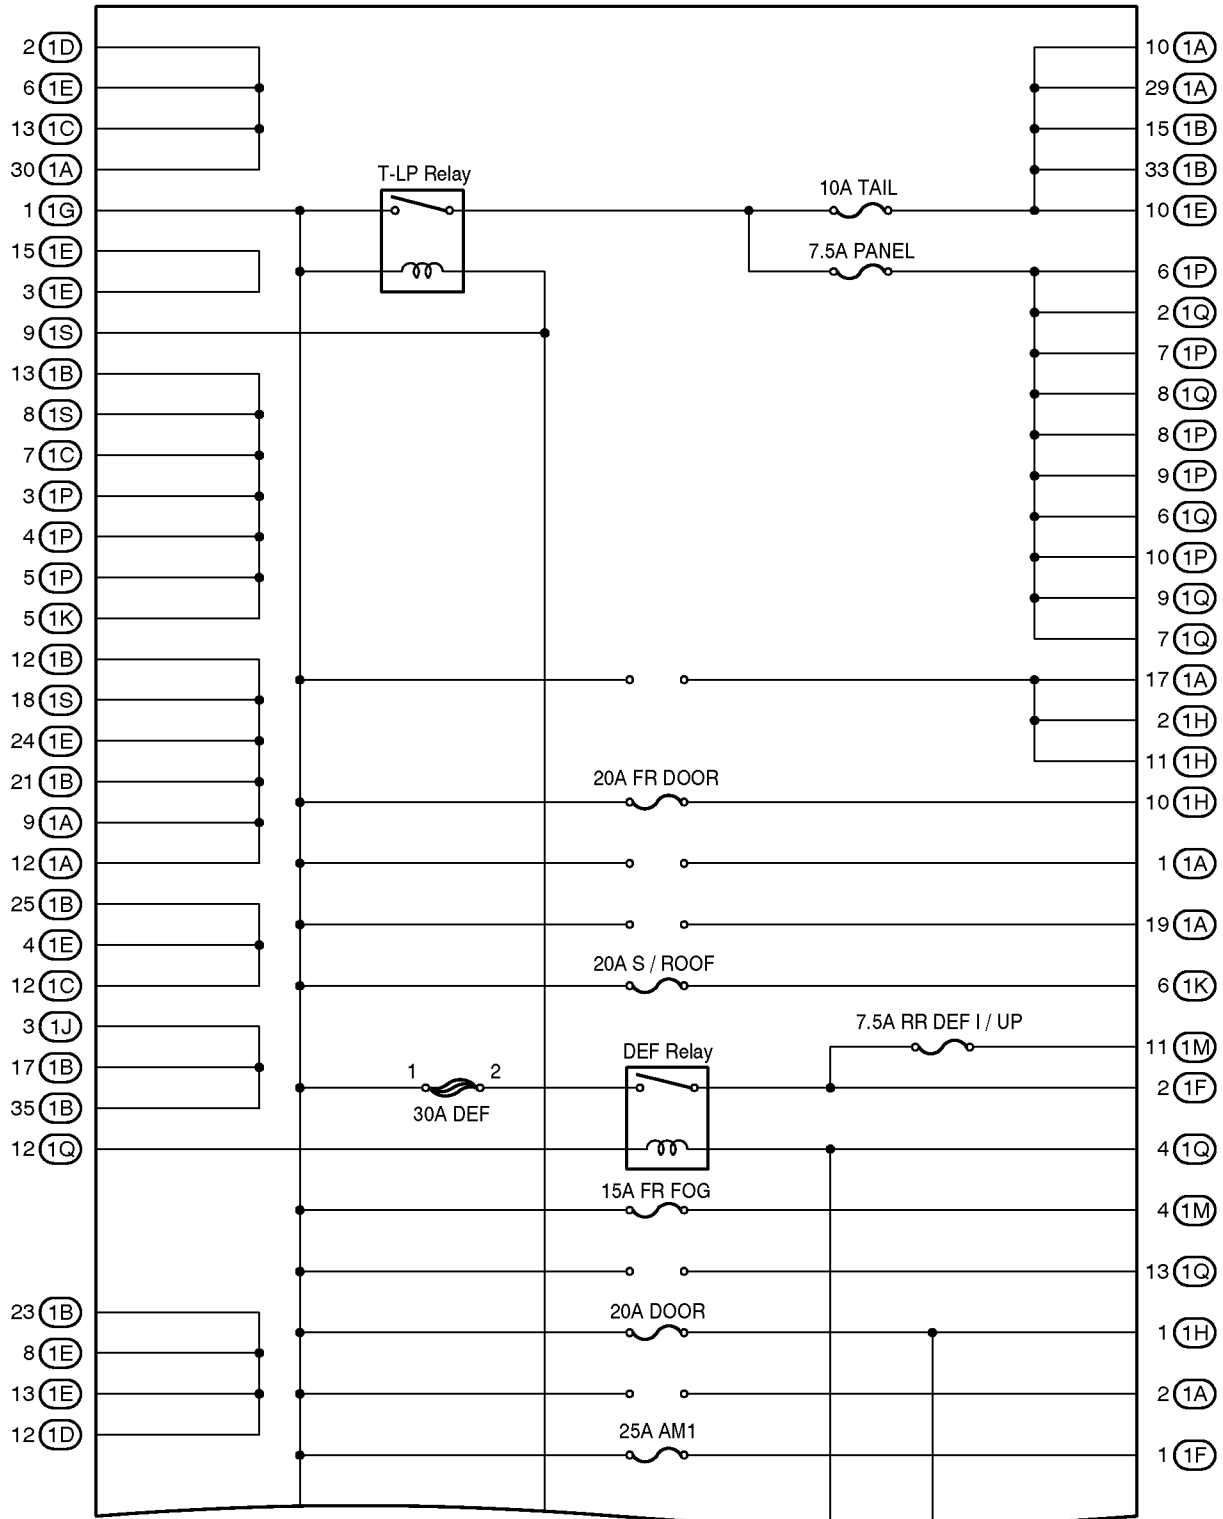 2 1D
10 1A
6 1E
29 1A
13 1C
15 1B
30 1A
33 1B
T-LP Relay
10A TAIL
1 1G
10 1E
15 1E
7.5A PANEL
6 1P
3 1E
2 1Q
9 1S
7 1P
13 1B
8 1Q
8 1S
8 1P
7 1C
9 1P
3 1P
6 1Q
4 1P
10 1P
5 1P
9 1Q
5 1K
7 1Q
12 1B
17 1A
18 1S
2 1H
24 1E
11 1H
20A FR DOOR
21 1B
10 1H
9 1A
12 1A
1 1A
25 1B
19 1A
4 1E
20A S / ROOF
12 1C
6 1K
3 1J
7.5A RR DEF I / UP
11 1M
17 1B
DEF Relay
1 2
2 1F
35 1B
30A DEF
12 1Q
4 1Q
15A FR FOG
4 1M
13 1Q
23 1B
20A DOOR
1 1H
8 1E
13 1E
2 1A
12 1D
25A AM1
1 1F